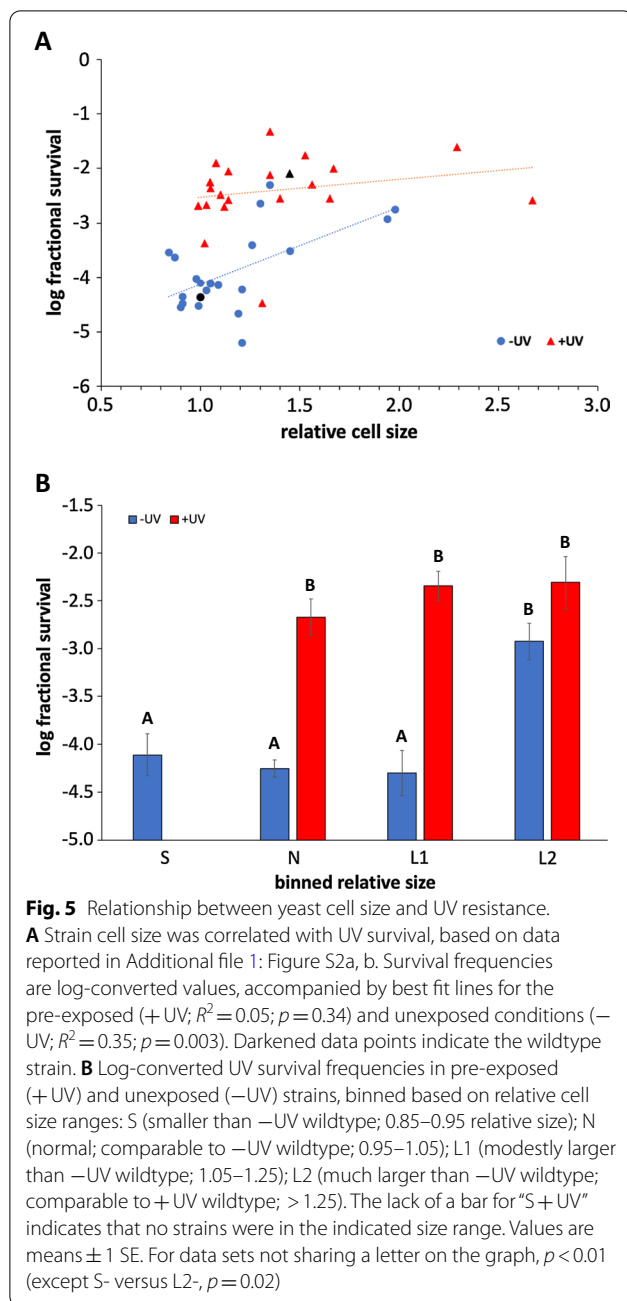 A
0
-1
-2
-3
-4
-5
-6
log fractional survival
0.5 1.0 1.5 2.0 2.5 3.0
relative cell size
-UV +UV
B
-1.5
-2.0
-2.5
-3.0
-3.5
-4.0
-4.5
-5.0
log fractional survival
-UV +UV
A A B A B B B
S N L1 L2
binned relative size
Fig. 5 Relationship between yeast cell size and UV resistance.
A Strain cell size was correlated with UV survival, based on data
reported in Additional file 1: Figure S2a, b. Survival frequencies
are log-converted values, accompanied by best fit lines for the
pre-exposed (+ UV; R² = 0.05; p = 0.34) and unexposed conditions (−
UV; R² = 0.35; p = 0.003). Darkened data points indicate the wildtype
strain. B Log-converted UV survival frequencies in pre-exposed
(+ UV) and unexposed (−UV) strains, binned based on relative cell
size ranges: S (smaller than −UV wildtype; 0.85–0.95 relative size); N
(normal; comparable to −UV wildtype; 0.95–1.05); L1 (modestly larger
than −UV wildtype; 1.05–1.25); L2 (much larger than −UV wildtype;
comparable to + UV wildtype; > 1.25). The lack of a bar for “S + UV”
indicates that no strains were in the indicated size range. Values are
means ± 1 SE. For data sets not sharing a letter on the graph, p < 0.01
(except S- versus L2-, p = 0.02)